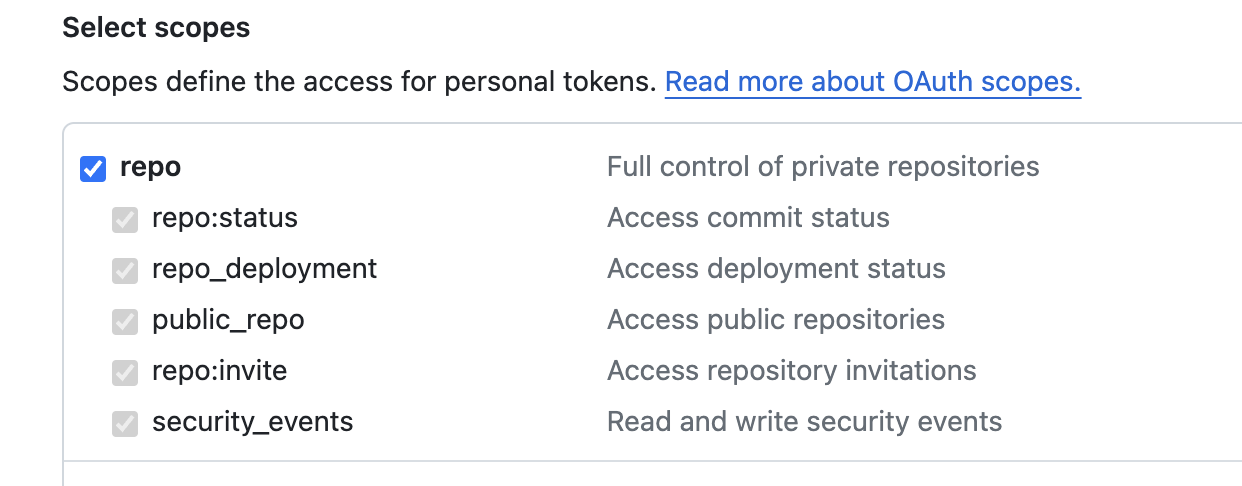 Select scopes
Scopes define the access for personal tokens. Read more about OAuth scopes.
repo Full control of private repositories
repo:status Access commit status
repo_deployment Access deployment status
public_repo Access public repositories
repo:invite Access repository invitations
security_events Read and write security events